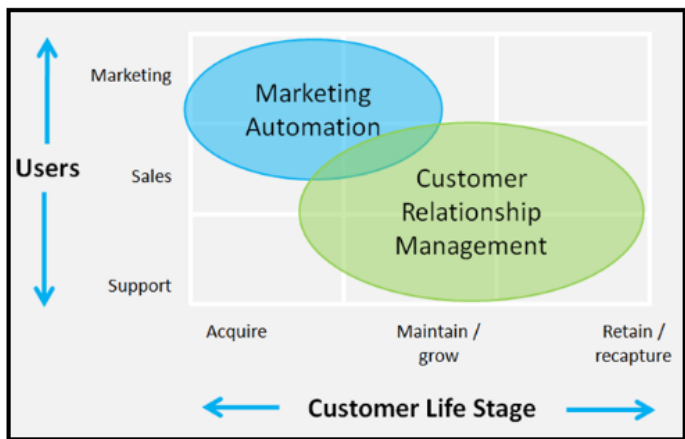 Marketing
Marketing
Automation
Users
Sales
Customer
Relationship
Management
Support
Acquire
Maintain /
grow
Retain /
recapture
Customer Life Stage